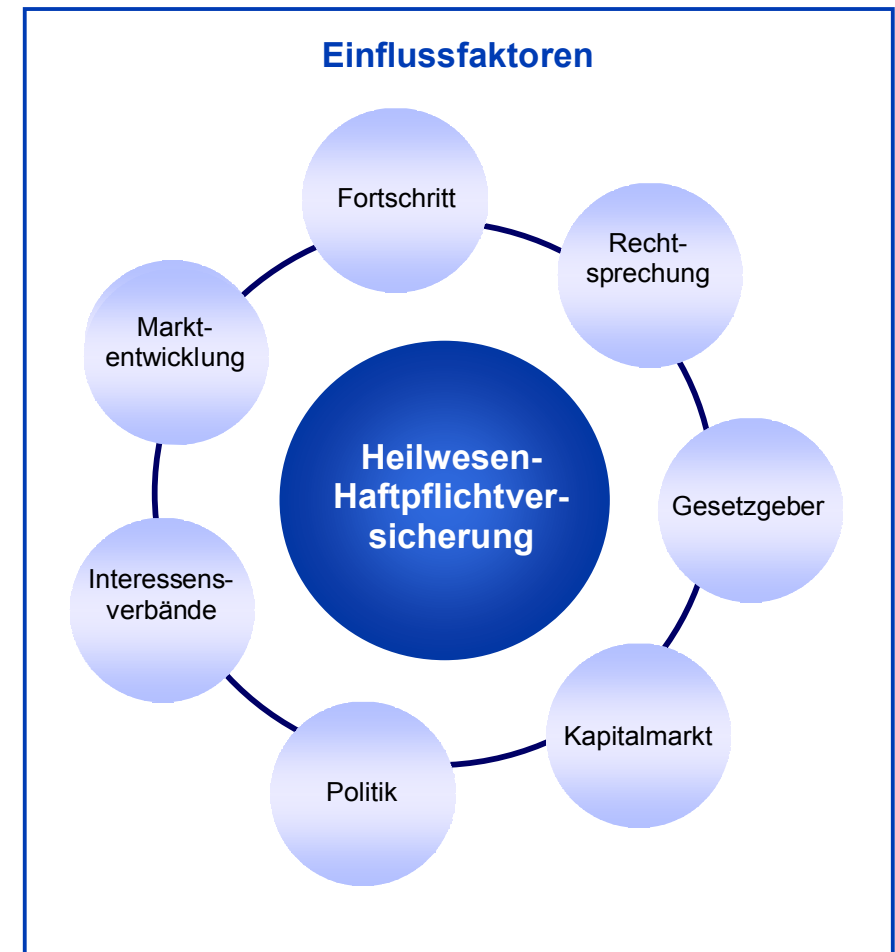 Einflussfaktoren
Fortschritt
Recht-
sprechung
Markt-
entwicklung
Heilwesen-
Haftpflichtver-
sicherung
Gesetzgeber
Interessens-
verbände
Kapitalmarkt
Politik